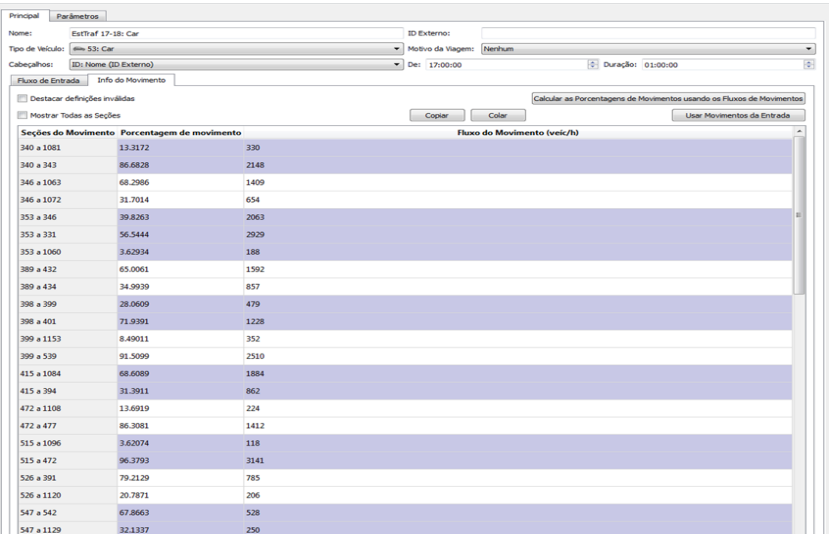 Principal Parâmetros
Nome: EstTraf 17-18: Car ID Externo:
Tipo de Veículo: 53: Car Motivo da Viagem: Nenhum
Cabeçalhos: ID: Nome (ID Externo) De: 17:00:00 Duração: 01:00:00
Fluxo de Entrada Info do Movimento
Destacar definições inválidas Calcular as Porcentagens de Movimentos usando os Fluxos de Movimentos
Mostrar Todas as Seções Copiar Colar Usar Movimentos da Entrada
Seções do Movimento Porcentagem de movimento Fluxo do Movimento (veíc/h)
340 a 1081 13.3172 330
340 a 343 86.6828 2148
346 a 1063 68.2986 1409
346 a 1072 31.7014 654
353 a 346 39.8263 2063
353 a 331 56.5444 2929
353 a 1060 3.62934 188
389 a 432 65.0061 1592
389 a 434 34.9939 857
398 a 399 28.0609 479
398 a 401 71.9391 1228
399 a 1153 8.49011 352
399 a 539 91.5099 2510
415 a 1084 68.6089 1884
415 a 394 31.3911 862
472 a 1108 13.6919 224
472 a 477 86.3081 1412
515 a 1096 3.62074 118
515 a 472 96.3793 3141
526 a 391 79.2129 785
526 a 1120 20.7871 206
547 a 542 67.8663 528
547 a 1129 32.1337 250